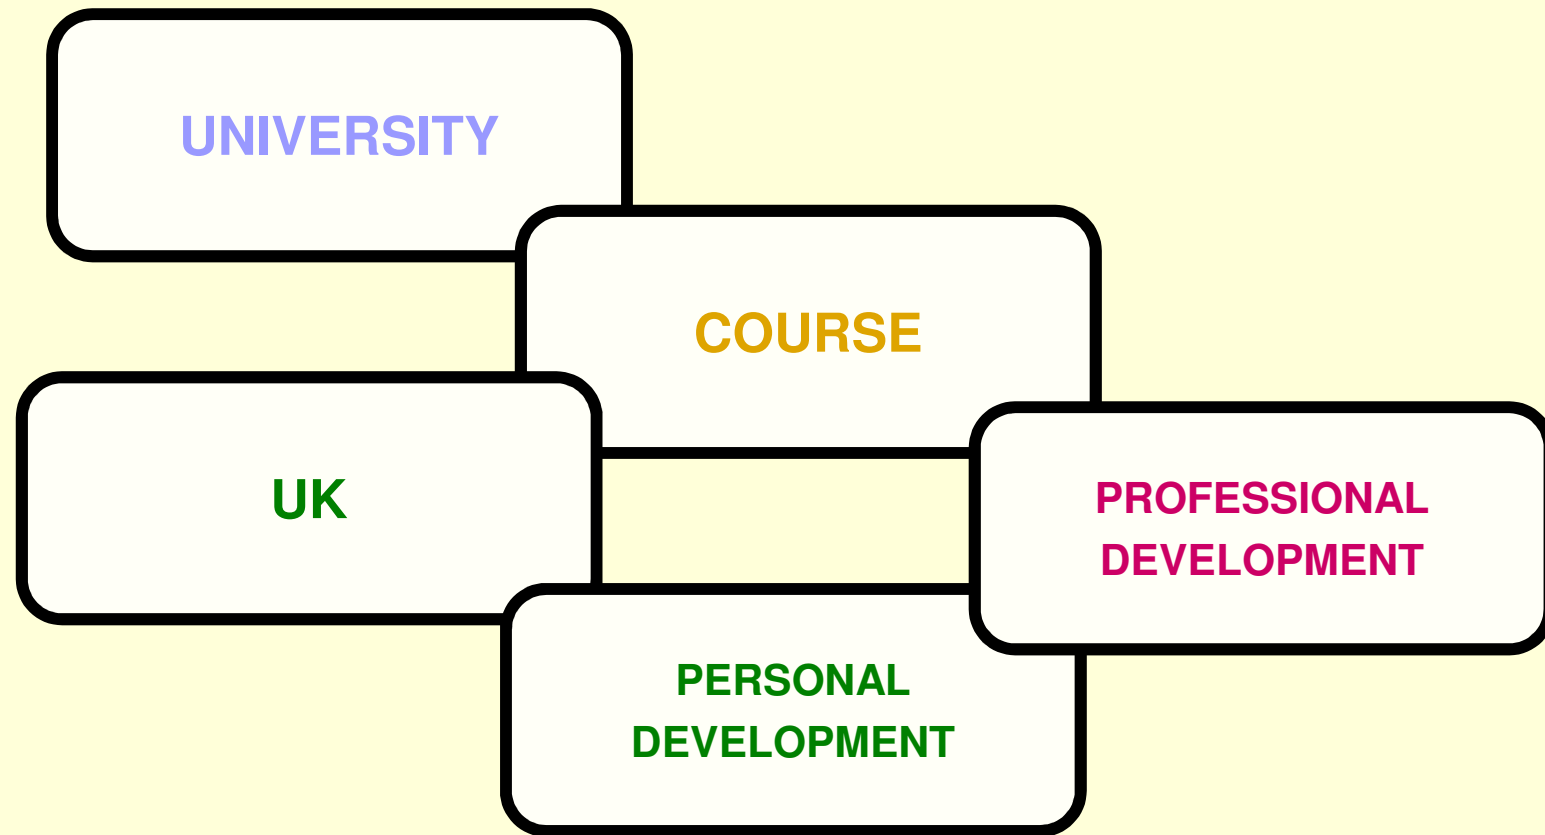 UNIVERSITY
COURSE
UK
PROFESSIONAL
DEVELOPMENT
PERSONAL
DEVELOPMENT